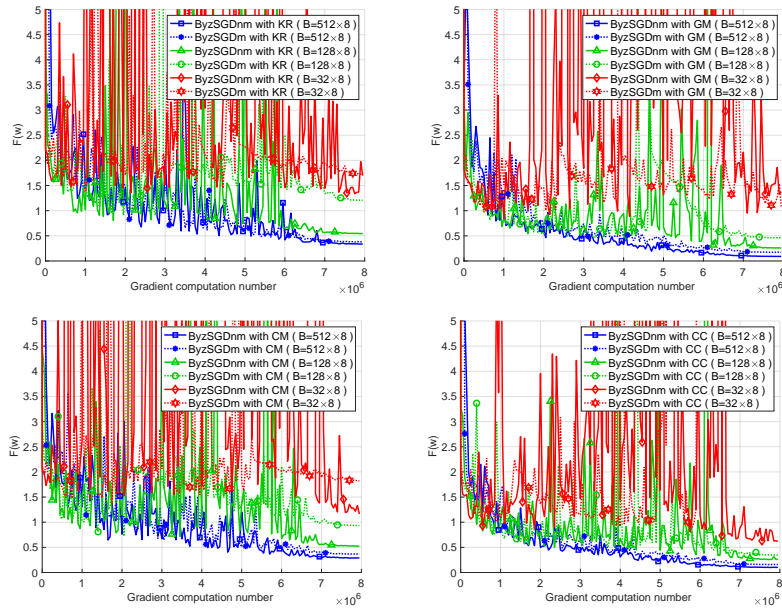 5
4.5
4
3.5
3
2.5
2
1.5
1
0.5
0
F(w)
0 1 2 3 4 5 6 7 8
Gradient computation number
×10⁶
ByzSGDnm with KR ( B=512×8 )
ByzSGDm with KR ( B=512×8 )
ByzSGDnm with KR ( B=128×8 )
ByzSGDm with KR ( B=128×8 )
ByzSGDnm with KR ( B=32×8 )
ByzSGDm with KR ( B=32×8 )
5
4.5
4
3.5
3
2.5
2
1.5
1
0.5
0
F(w)
0 1 2 3 4 5 6 7 8
Gradient computation number
×10⁶
ByzSGDnm with GM ( B=512×8 )
ByzSGDm with GM ( B=512×8 )
ByzSGDnm with GM ( B=128×8 )
ByzSGDm with GM ( B=128×8 )
ByzSGDnm with GM ( B=32×8 )
ByzSGDm with GM ( B=32×8 )
5
4.5
4
3.5
3
2.5
2
1.5
1
0.5
0
F(w)
0 1 2 3 4 5 6 7 8
Gradient computation number
×10⁶
ByzSGDnm with CM ( B=512×8 )
ByzSGDm with CM ( B=512×8 )
ByzSGDnm with CM ( B=128×8 )
ByzSGDm with CM ( B=128×8 )
ByzSGDnm with CM ( B=32×8 )
ByzSGDm with CM ( B=32×8 )
5
4.5
4
3.5
3
2.5
2
1.5
1
0.5
0
F(w)
0 1 2 3 4 5 6 7 8
Gradient computation number
×10⁶
ByzSGDnm with CC ( B=512×8 )
ByzSGDm with CC ( B=512×8 )
ByzSGDnm with CC ( B=128×8 )
ByzSGDm with CC ( B=128×8 )
ByzSGDnm with CC ( B=32×8 )
ByzSGDm with CC ( B=32×8 )